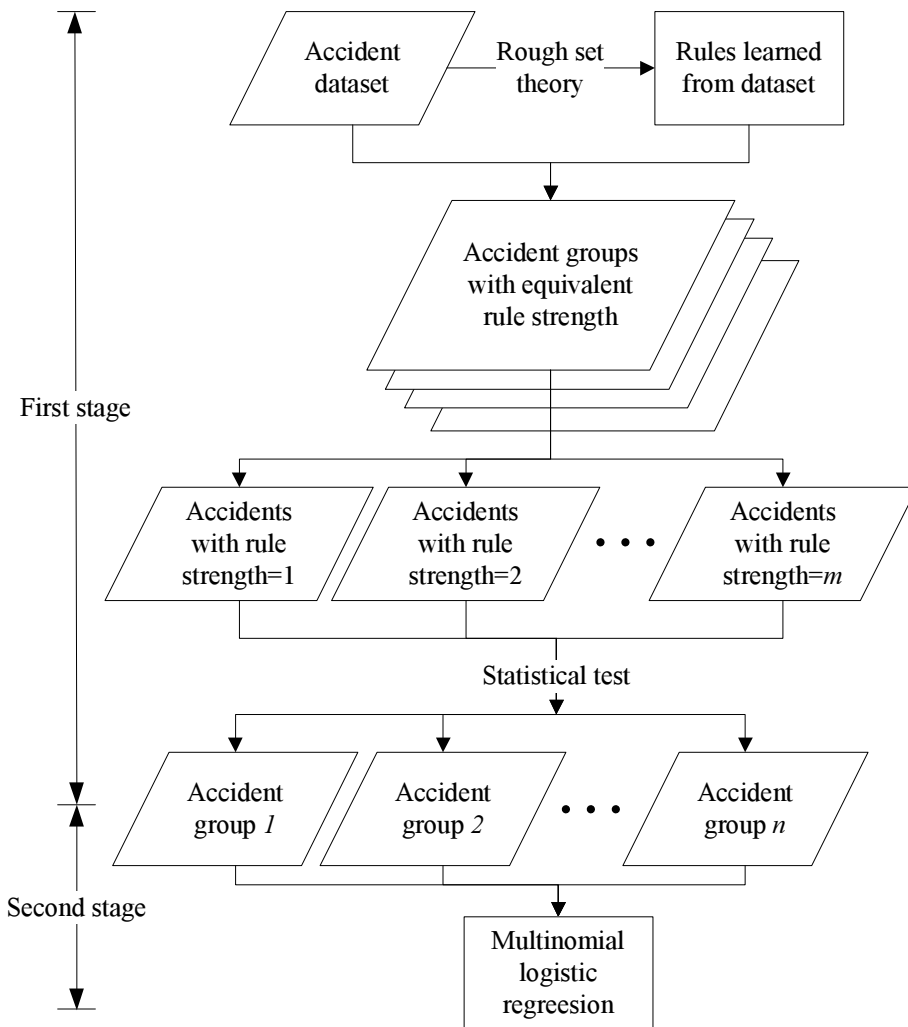 Accident
dataset
Rough set
theory
Rules learned
from dataset
Accident groups
with equivalent
rule strength
First stage
Accidents
with rule
strength=1
Accidents
with rule
strength=2
• • •
Accidents
with rule
strength=m
Statistical test
Accident
group 1
Accident
group 2
• • •
Accident
group n
Second stage
Multinomial
logistic
regreesion